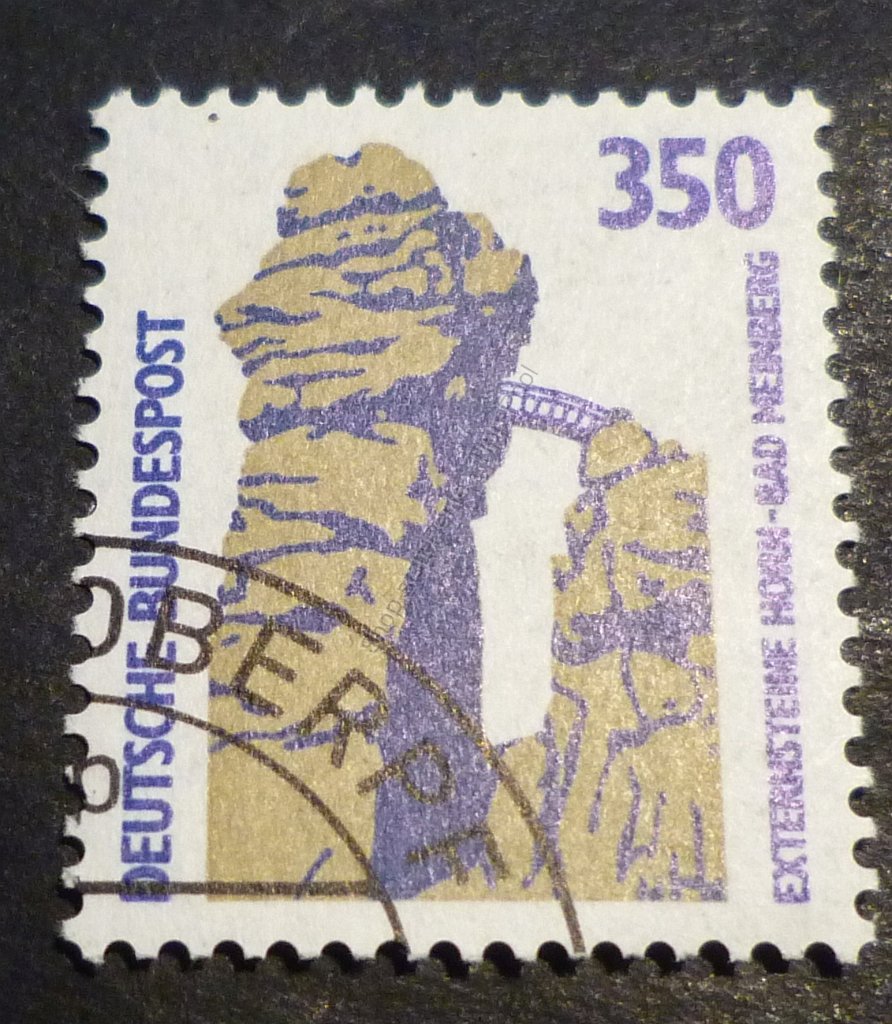 350
DEUTSCHE BUNDESPOST
EXTERNSTEINE HORN-BAD MEINBERG
OBERPF
B